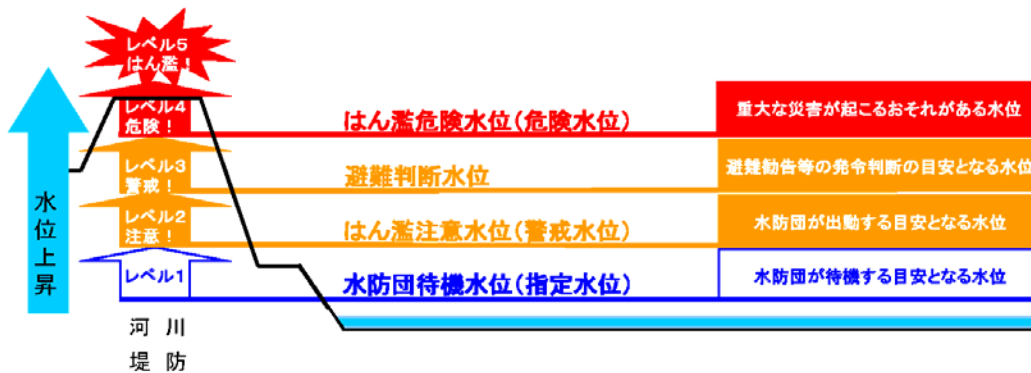 レベル5
はん濫！
レベル4
危険！
はん濫危険水位（危険水位）
重大な災害が起こるおそれがある水位
レベル3
警戒！
避難判断水位
避難勧告等の発令判断の目安となる水位
レベル2
注意！
はん濫注意水位（警戒水位）
水防団が出動する目安となる水位
レベル1
水防団待機水位（指定水位）
水防団が待機する目安となる水位
水位上昇
河川
堤防